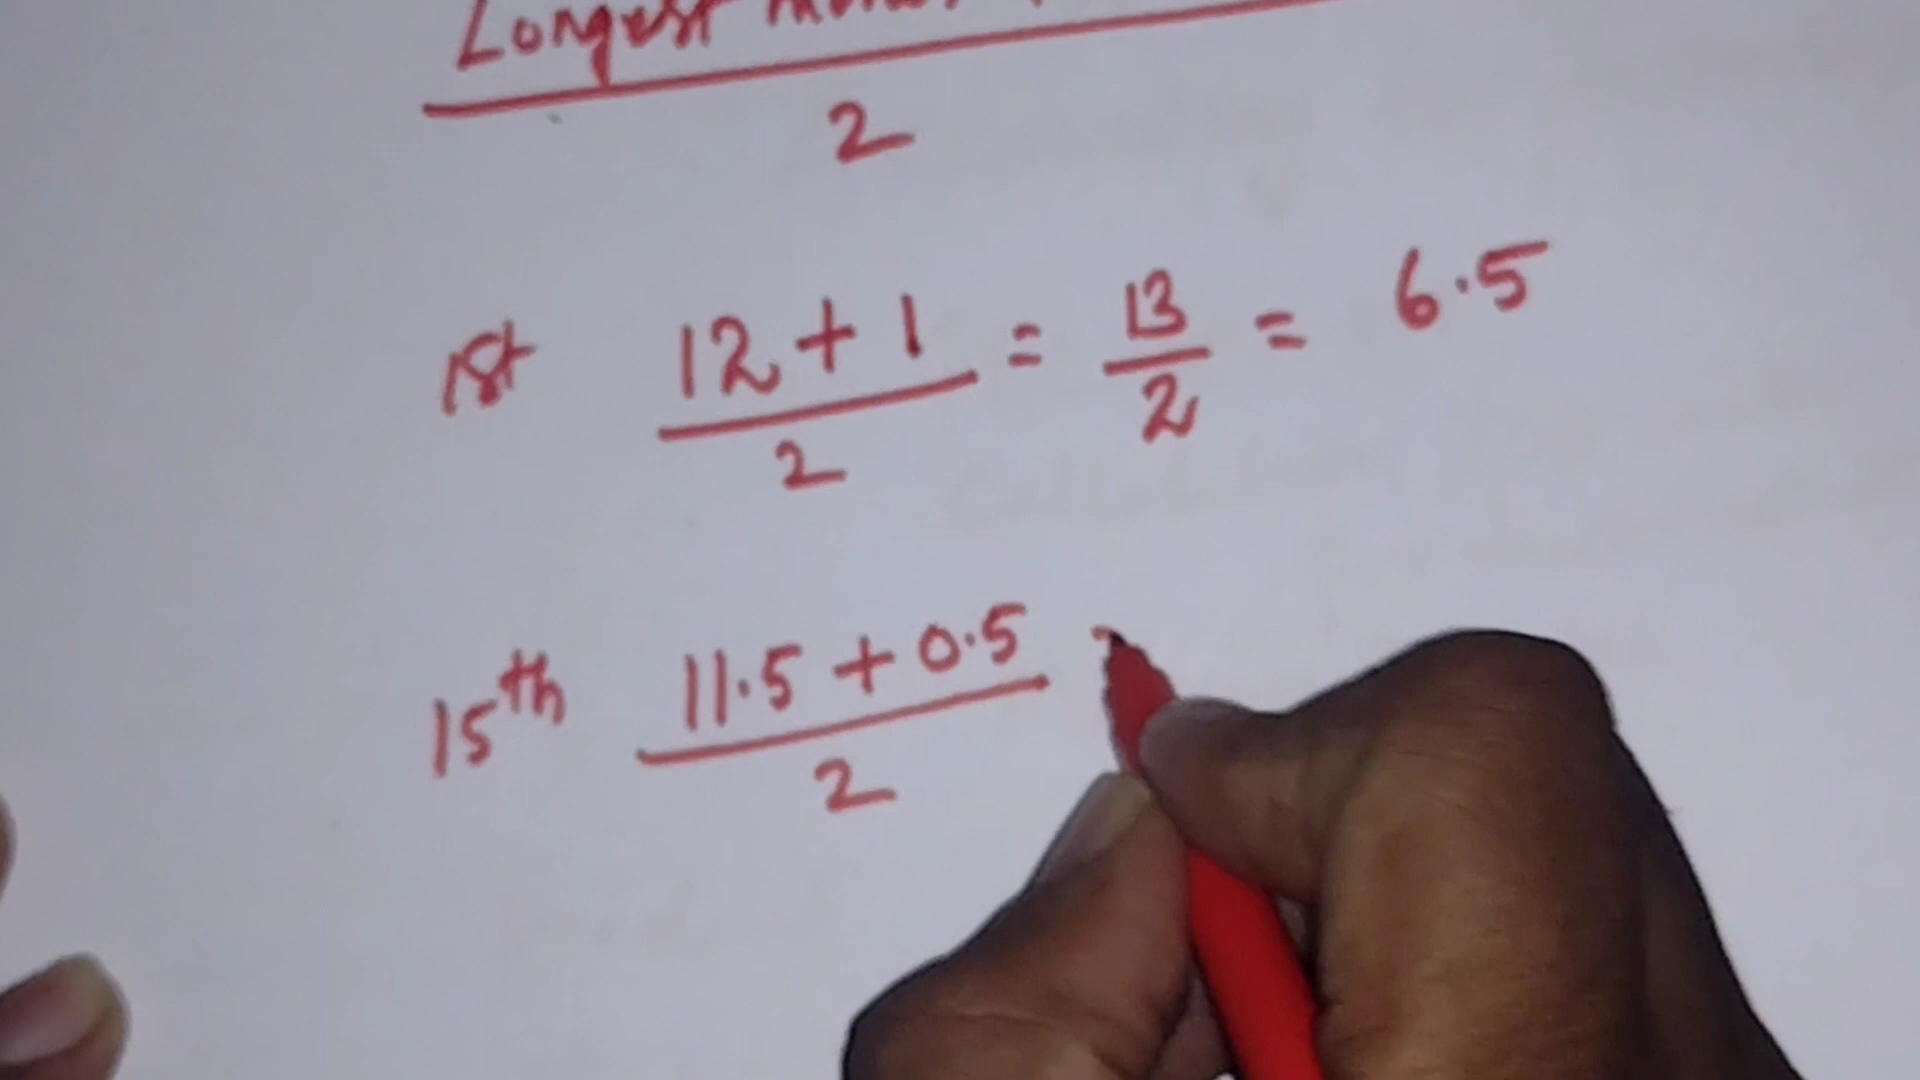 Longest
2
1st 12 + 1 / 2 = 13 / 2 = 6.5
15th 11.5 + 0.5 / 2